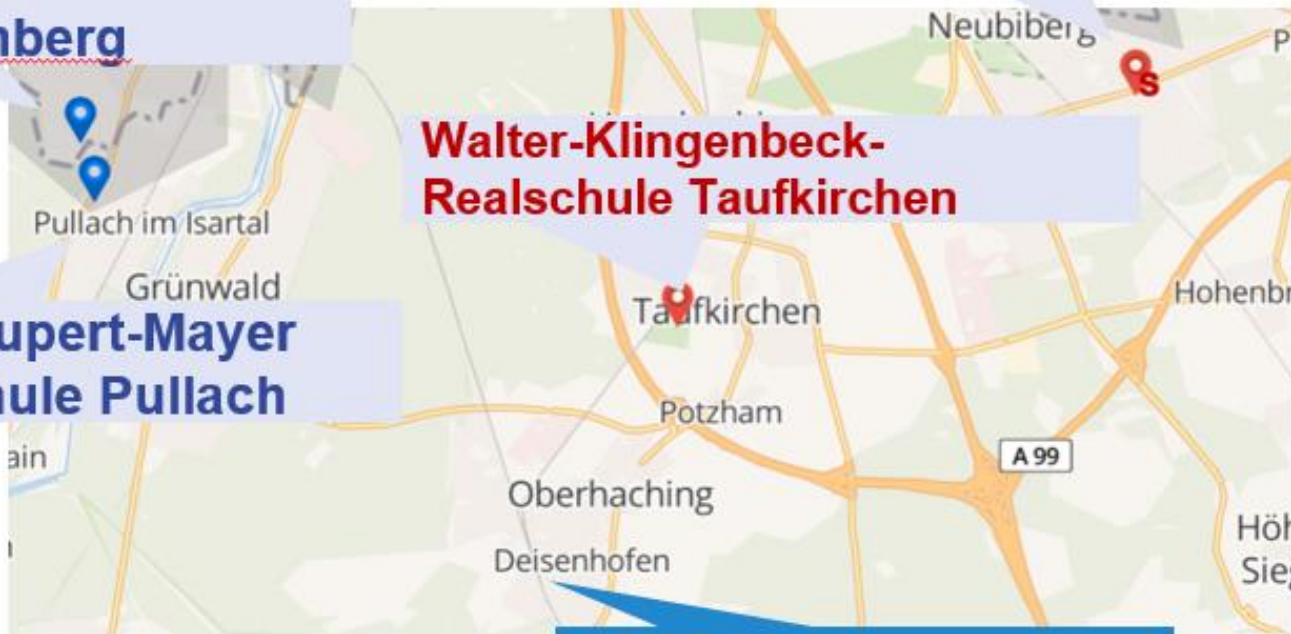 nberg
Neubiberg
s
Walter-Klingenbeck-
Realschule Taufkirchen
Pullach im Isartal
Grünwald
Taufkirchen
Hohenbr
upert-Mayer
hule Pullach
Potzham
ain
A 99
Oberhaching
Deisenhofen
Höh
Sieg